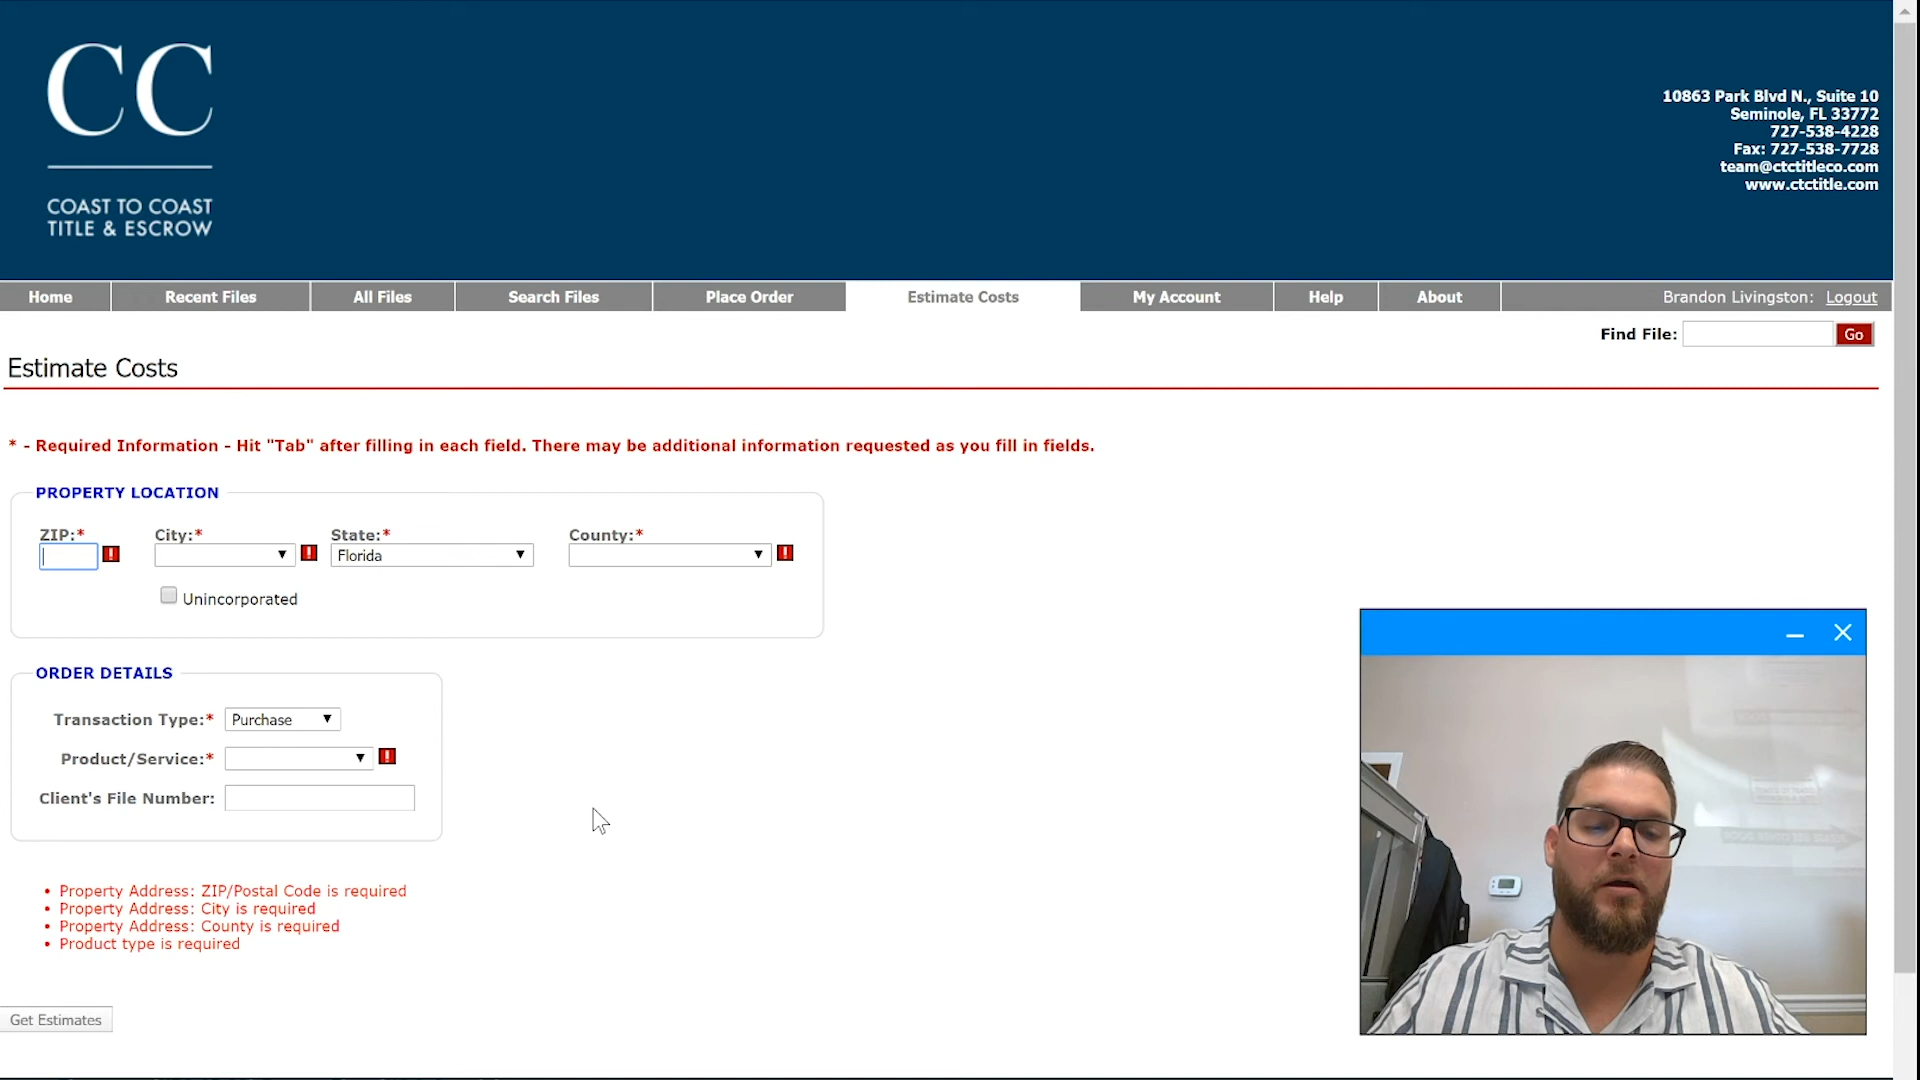 CC
COAST TO COAST
TITLE & ESCROW
10863 Park Blvd N., Suite 10
Seminole, FL 33772
727-538-4228
Fax: 727-538-7728
team@ctctitleco.com
www.ctctitle.com
Home Recent Files All Files Search Files Place Order Estimate Costs My Account Help About Brandon Livingston: Logout
Find File: Go
Estimate Costs
* - Required Information - Hit "Tab" after filling in each field. There may be additional information requested as you fill in fields.
PROPERTY LOCATION
ZIP:* City:* State:* County:*
! ! Florida !
Unincorporated
ORDER DETAILS
Transaction Type:* Purchase
Product/Service:* !
Client's File Number:
• Property Address: ZIP/Postal Code is required
• Property Address: City is required
• Property Address: County is required
• Product type is required
Get Estimates